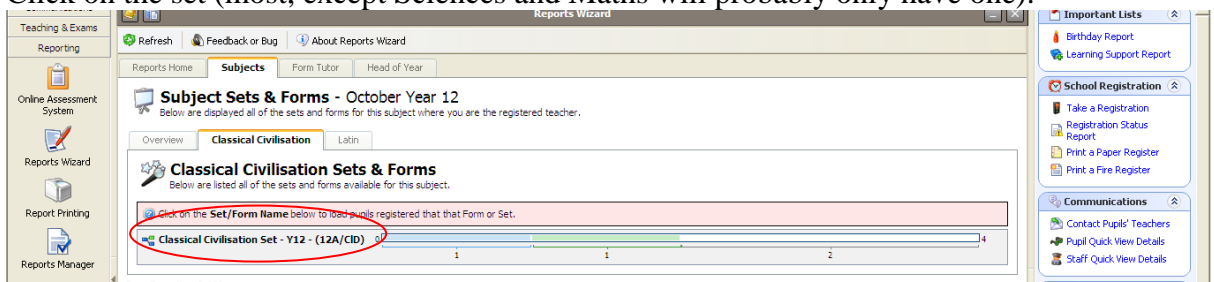 Click on the set (most, except Sciences and Maths will probably only have one).
Teaching & Exams
Reporting
Online Assessment
System
Reports Wizard
Report Printing
Reports Manager
Reports Wizard
Refresh
Feedback or Bug
About Reports Wizard
Reports Home
Subjects
Form Tutor
Head of Year
Subject Sets & Forms - October Year 12
Below are displayed all of the sets and forms for this subject where you are the registered teacher.
Overview
Classical Civilisation
Latin
Classical Civilisation Sets & Forms
Below are listed all of the sets and forms available for this subject.
Click on the Set/Form Name below to load pupils registered that that Form or Set.
Classical Civilisation Set - Y12 - (12A/ClD)
0
4
1
1
2
Important Lists
Birthday Report
Learning Support Report
School Registration
Take a Registration
Registration Status
Report
Print a Paper Register
Print a Fire Register
Communications
Contact Pupils' Teachers
Pupil Quick View Details
Staff Quick View Details